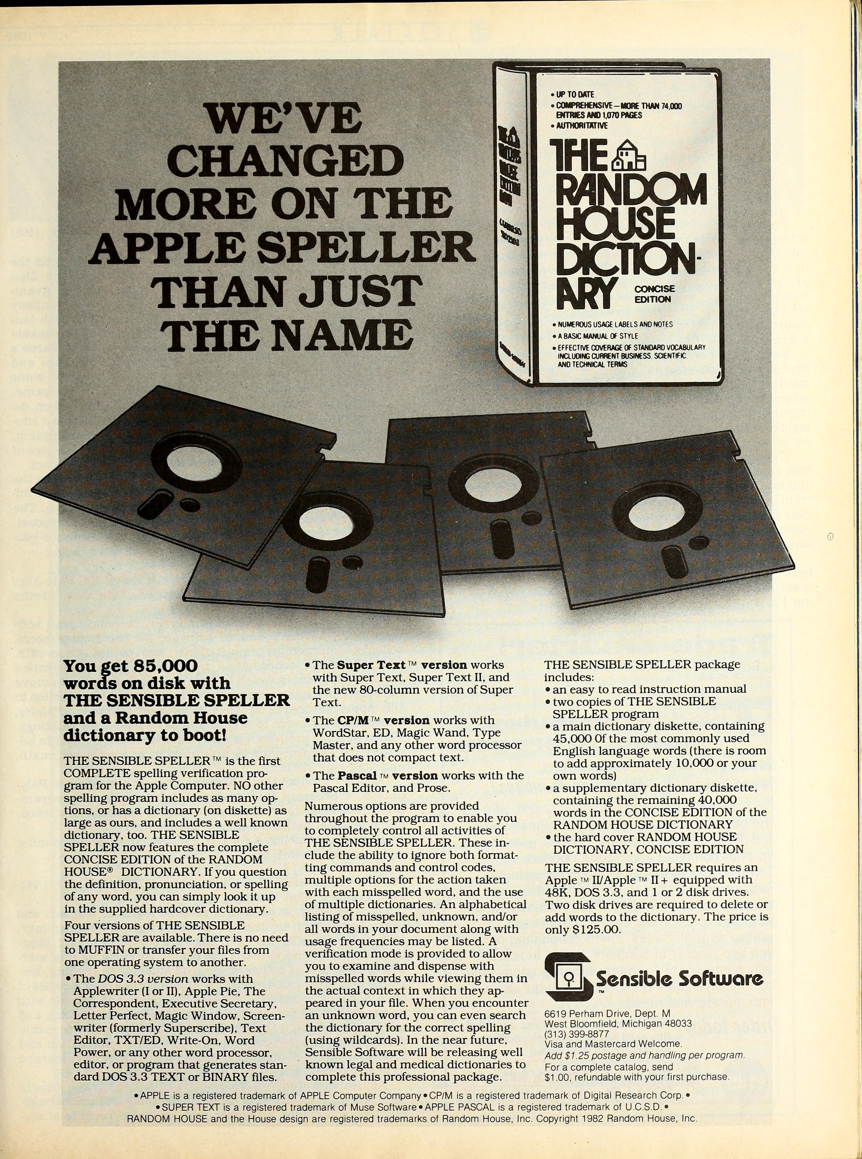 WE'VE
CHANGED
MORE ON THE
APPLE SPELLER
THAN JUST
THE NAME
• UP TO DATE
• COMPREHENSIVE – MORE THAN 74,000
ENTRIES AND 1,070 PAGES
• AUTHORITATIVE
THE
RANDOM
HOUSE
DICTION-
ARY
CONCISE
EDITION
• NUMEROUS USAGE LABELS AND NOTES
• A BASIC MANUAL OF STYLE
• EFFECTIVE COVERAGE OF STANDARD VOCABULARY
INCLUDING CURRENT BUSINESS, SCIENTIFIC
AND TECHNICAL TERMS
You get 85,000
words on disk with
THE SENSIBLE SPELLER
and a Random House
dictionary to boot!
THE SENSIBLE SPELLER™ is the first
COMPLETE spelling verification pro-
gram for the Apple Computer. NO other
spelling program includes as many op-
tions, or has a dictionary (on diskette) as
large as ours, and includes a well known
dictionary, too. THE SENSIBLE
SPELLER now features the complete
CONCISE EDITION of the RANDOM
HOUSE® DICTIONARY. If you question
the definition, pronunciation, or spelling
of any word, you can simply look it up
in the supplied hardcover dictionary.
Four versions of THE SENSIBLE
SPELLER are available. There is no need
to MUFFIN or transfer your files from
one operating system to another.
• The DOS 3.3 version works with
Applewriter (I or II), Apple Pie, The
Correspondent, Executive Secretary,
Letter Perfect, Magic Window, Screen-
writer (formerly Superscribe), Text
Editor, TXT/ED, Write-On, Word
Power, or any other word processor,
editor, or program that generates stan-
dard DOS 3.3 TEXT or BINARY files.
• The Super Text™ version works
with Super Text, Super Text II, and
the new 80-column version of Super
Text.
• The CP/M™ version works with
WordStar, ED, Magic Wand, Type
Master, and any other word processor
that does not compact text.
• The Pascal™ version works with the
Pascal Editor, and Prose.
Numerous options are provided
throughout the program to enable you
to completely control all activities of
THE SENSIBLE SPELLER. These in-
clude the ability to ignore both format-
ting commands and control codes,
multiple options for the action taken
with each misspelled word, and the use
of multiple dictionaries. An alphabetical
listing of misspelled, unknown, and/or
all words in your document along with
usage frequencies may be listed. A
verification mode is provided to allow
you to examine and dispense with
misspelled words while viewing them in
the actual context in which they ap-
peared in your file. When you encounter
an unknown word, you can even search
the dictionary for the correct spelling
(using wildcards). In the near future,
Sensible Software will be releasing well
known legal and medical dictionaries to
complete this professional package.
THE SENSIBLE SPELLER package
includes:
• an easy to read instruction manual
• two copies of THE SENSIBLE
SPELLER program
• a main dictionary diskette, containing
45,000 0f the most commonly used
English language words (there is room
to add approximately 10,000 or your
own words)
• a supplementary dictionary diskette,
containing the remaining 40,000
words in the CONCISE EDITION of the
RANDOM HOUSE DICTIONARY
• the hard cover RANDOM HOUSE
DICTIONARY, CONCISE EDITION
THE SENSIBLE SPELLER requires an
Apple™ II/Apple™ II+ equipped with
48K, DOS 3.3, and 1 or 2 disk drives.
Two disk drives are required to delete or
add words to the dictionary. The price is
only $125.00.
Sensible Software
™
6619 Perham Drive, Dept. M
West Bloomfield, Michigan 48033
(313) 399-8877
Visa and Mastercard Welcome.
Add $1.25 postage and handling per program.
For a complete catalog, send
$1.00, refundable with your first purchase.
• APPLE is a registered trademark of APPLE Computer Company • CP/M is a registered trademark of Digital Research Corp. •
• SUPER TEXT is a registered trademark of Muse Software • APPLE PASCAL is a registered trademark of U.C.S.D. •
RANDOM HOUSE and the House design are registered trademarks of Random House, Inc. Copyright 1982 Random House, Inc.